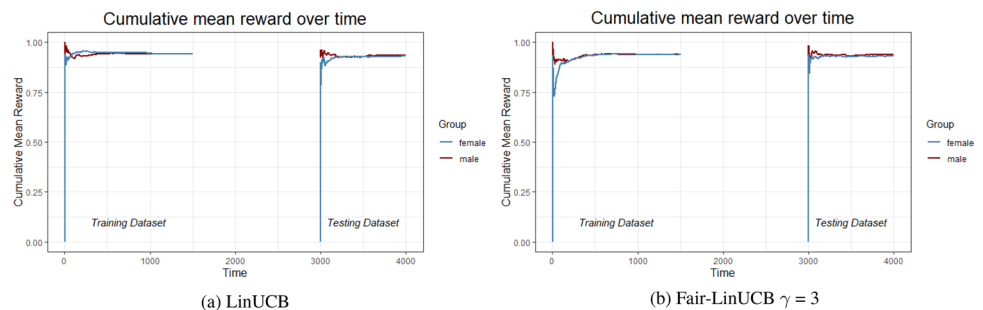 Cumulative mean reward over time
Cumulative Mean Reward
1.00
0.75
0.50
0.25
0.00
Training Dataset
Testing Dataset
0
1000
2000
3000
4000
Time
Group
female
male
(a) LinUCB
Cumulative mean reward over time
Cumulative Mean Reward
1.00
0.75
0.50
0.25
0.00
Training Dataset
Testing Dataset
0
1000
2000
3000
4000
Time
Group
female
male
(b) Fair-LinUCB γ = 3